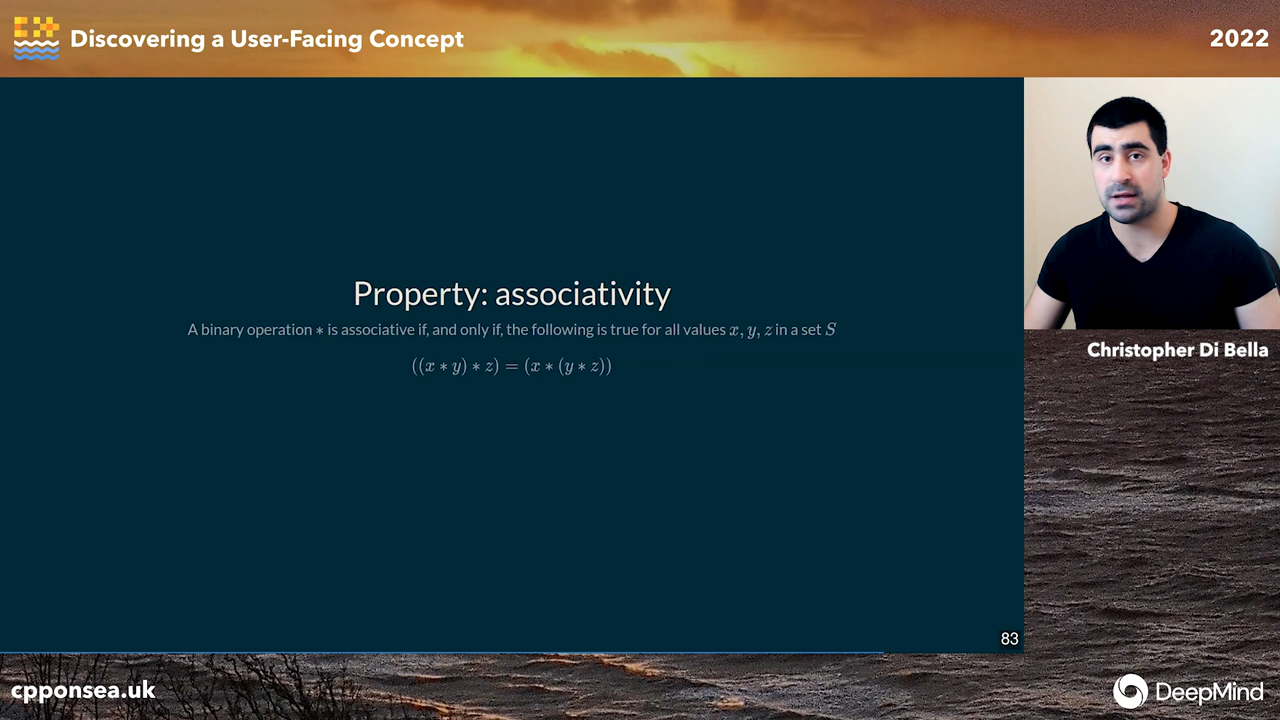 Discovering a User-Facing Concept
2022
Property: associativity
A binary operation ∗ is associative if, and only if, the following is true for all values x, y, z in a set S
((x ∗ y) ∗ z) = (x ∗ (y ∗ z))
Christopher Di Bella
83
cpponsea.uk
DeepMind